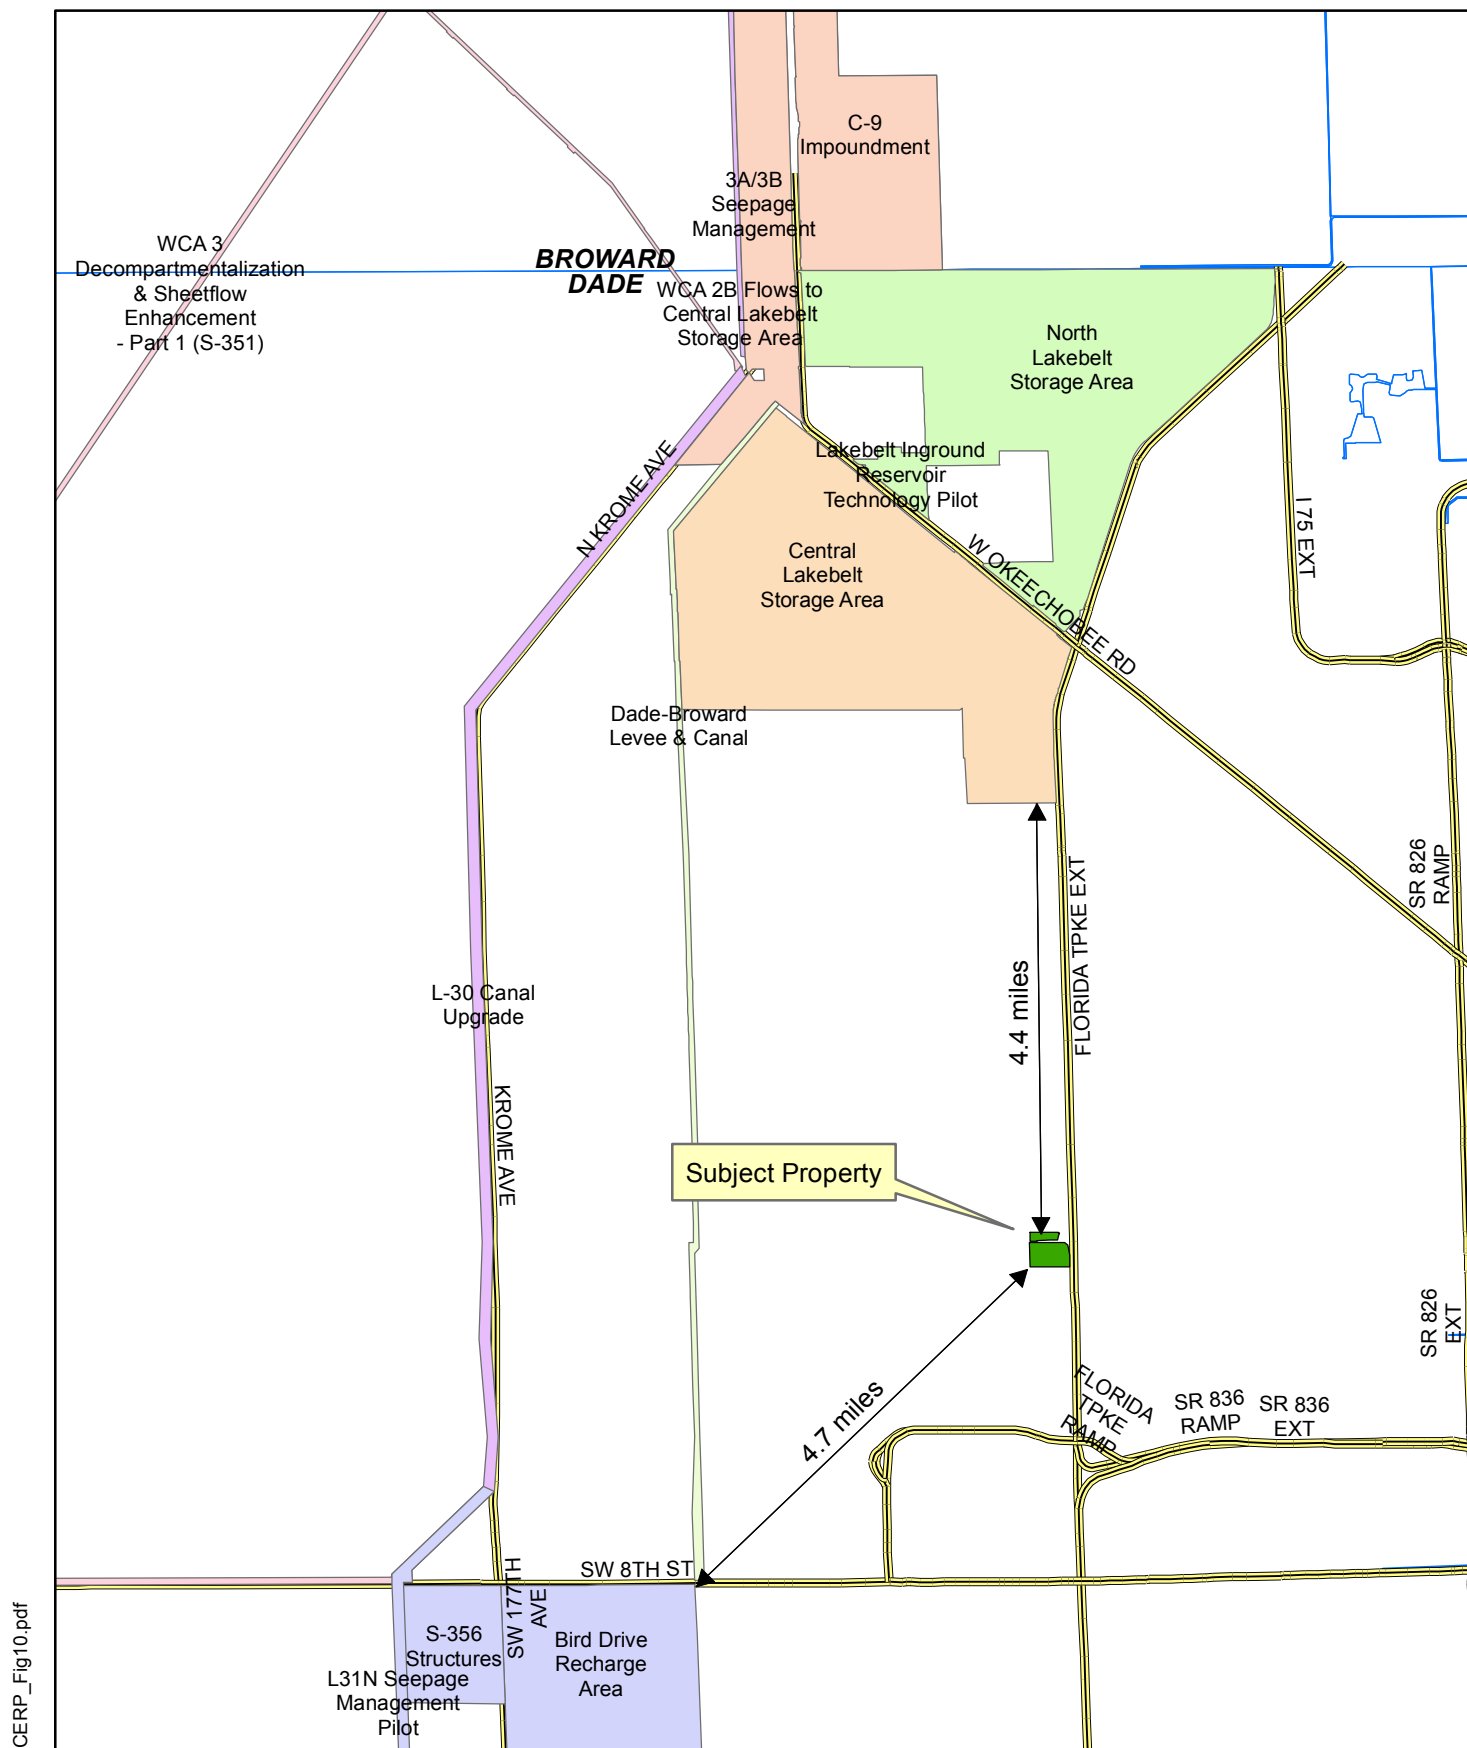 C-9
Impoundment
3A/3B
Seepage
Management
WCA 3
Decompartmentalization
& Sheetflow
Enhancement
- Part 1 (S-351)
BROWARD
DADE
WCA 2B Flows to
Central Lakebelt
Storage Area
North
Lakebelt
Storage Area
N KROME AVE
Lakebelt Inground
Reservoir
Technology Pilot
I 75 EXT
Central
Lakebelt
Storage Area
W OKEECHOBEE RD
Dade-Broward
Levee & Canal
SR 826
RAMP
FLORIDA TPKE EXT
4.4 miles
L-30 Canal
Upgrade
KROME AVE
Subject Property
SR 826
EXT
4.7 miles
FLORIDA
TPKE
RAMP
SR 836
RAMP
SR 836
EXT
SW 8TH ST
SW 177TH
AVE
S-356
Structures
Bird Drive
Recharge
Area
L31N Seepage
Management
Pilot
CERP_Fig10.pdf